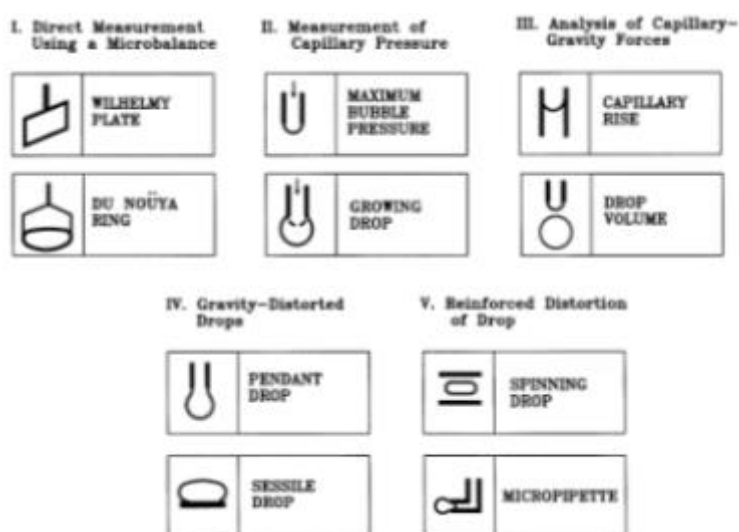 I. Direct Measurement
Using a Microbalance
II. Measurement of
Capillary Pressure
III. Analysis of Capillary-
Gravity Forces
WILHELMY
PLATE
MAXIMUM
BUBBLE
PRESSURE
CAPILLARY
RISE
DU NOÜYA
RING
GROWING
DROP
DROP
VOLUME
IV. Gravity-Distorted
Drops
V. Reinforced Distortion
of Drop
PENDANT
DROP
SPINNING
DROP
SESSILE
DROP
MICROPIPETTE